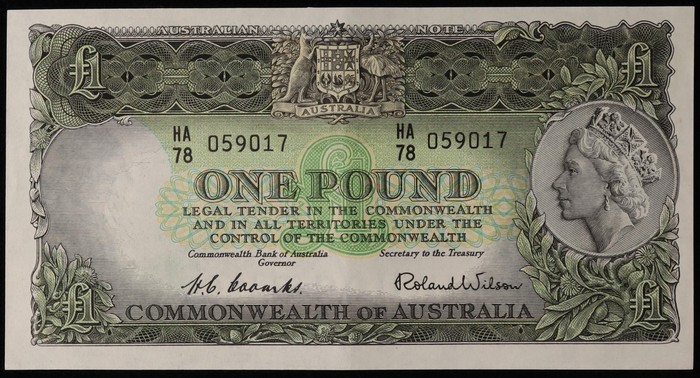 AUSTRALIAN NOTE
£1 £1
AUSTRALIA
HA 78 059017 HA 78 059017
ONE POUND
LEGAL TENDER IN THE COMMONWEALTH
AND IN ALL TERRITORIES UNDER THE
CONTROL OF THE COMMONWEALTH
Commonwealth Bank of Australia Secretary to the Treasury
Governor
H.C. Coombs. Roland Wilson
£1 £1
COMMONWEALTH OF AUSTRALIA